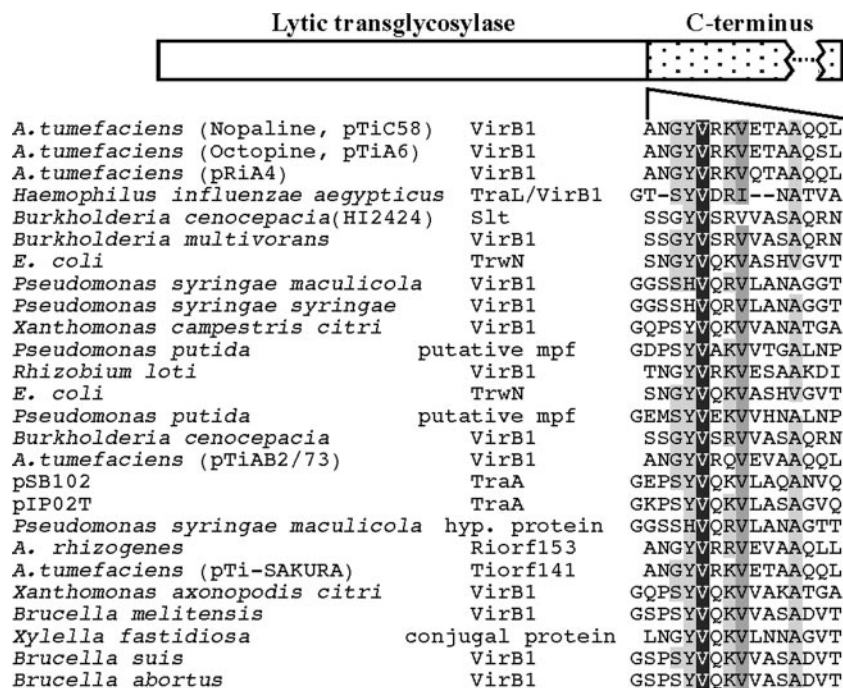 Lytic transglycosylase C-terminus
A.tumefaciens (Nopaline, pTiC58) VirB1 ANGYVRKVETAAQQL
A.tumefaciens (Octopine, pTiA6) VirB1 ANGYVRKVETAAQSL
A.tumefaciens (pRiA4) VirB1 ANGYVRKVQTAAQQL
Haemophilus influenzae aegypticus TraL/VirB1 GT-SYVDRI--NATVA
Burkholderia cenocepacia(HI2424) Slt SSGYVSRVVASAQRN
Burkholderia multivorans VirB1 SSGYVSRVVASAQRN
E. coli TrwN SNGYVQKVASHVGVT
Pseudomonas syringae maculicola VirB1 GGSSHVQRVLANAGGT
Pseudomonas syringae syringae VirB1 GGSSHVQRVLANAGGT
Xanthomonas campestris citri VirB1 GQPSYVQKVVANATGA
Pseudomonas putida putative mpf GDPSYVAKVVTGALNP
Rhizobium loti VirB1 TNGYVRKVESAAKDI
E. coli TrwN SNGYVQKVASHVGVT
Pseudomonas putida putative mpf GEMSYVEKVVHNALNP
Burkholderia cenocepacia VirB1 SSGYVSRVVASAQRN
A.tumefaciens (pTiAB2/73) VirB1 ANGYVRQVEVAAQQL
pSB102 TraA GEPSYVQKVLAQANVQ
pIP02T TraA GKPSYVQKVLASAGVQ
Pseudomonas syringae maculicola hyp. protein GGSSHVQRVLANAGTT
A. rhizogenes Riorf153 ANGYVRRVEVAAQLL
A.tumefaciens (pTi-SAKURA) Tiorf141 ANGYVRKVETAAQQL
Xanthomonas axonopodis citri VirB1 GQPSYVQKVVAKATGA
Brucella melitensis VirB1 GSPSYVQKVVASADVT
Xylella fastidiosa conjugal protein LNGYVQKVLNNAGVT
Brucella suis VirB1 GSPSYVQKVVASADVT
Brucella abortus VirB1 GSPSYVQKVVASADVT